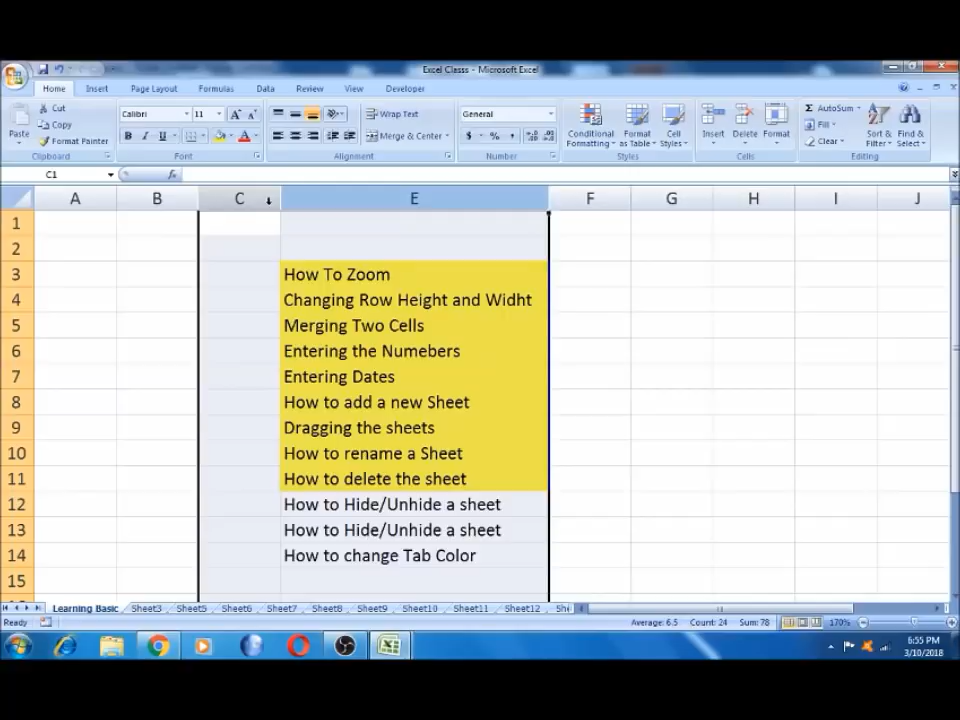 Excel Classs - Microsoft Excel
Home Insert Page Layout Formulas Data Review View Developer
Cut
Copy
Paste
Format Painter
Clipboard
Calibri 11
Font
Wrap Text
Merge & Center
Alignment
General
Number
Conditional Formatting
Format as Table
Cell Styles
Styles
Insert Delete Format
Cells
AutoSum
Fill
Clear
Sort & Filter
Find & Select
Editing
C1
A B C E F G H I J
1
2
3 How To Zoom
4 Changing Row Height and Widht
5 Merging Two Cells
6 Entering the Numebers
7 Entering Dates
8 How to add a new Sheet
9 Dragging the sheets
10 How to rename a Sheet
11 How to delete the sheet
12 How to Hide/Unhide a sheet
13 How to Hide/Unhide a sheet
14 How to change Tab Color
15
Learning Basic Sheet3 Sheet5 Sheet6 Sheet7 Sheet8 Sheet9 Sheet10 Sheet11 Sheet12
Ready Average: 6.5 Count: 24 Sum: 78 170%
6:55 PM
3/10/2018